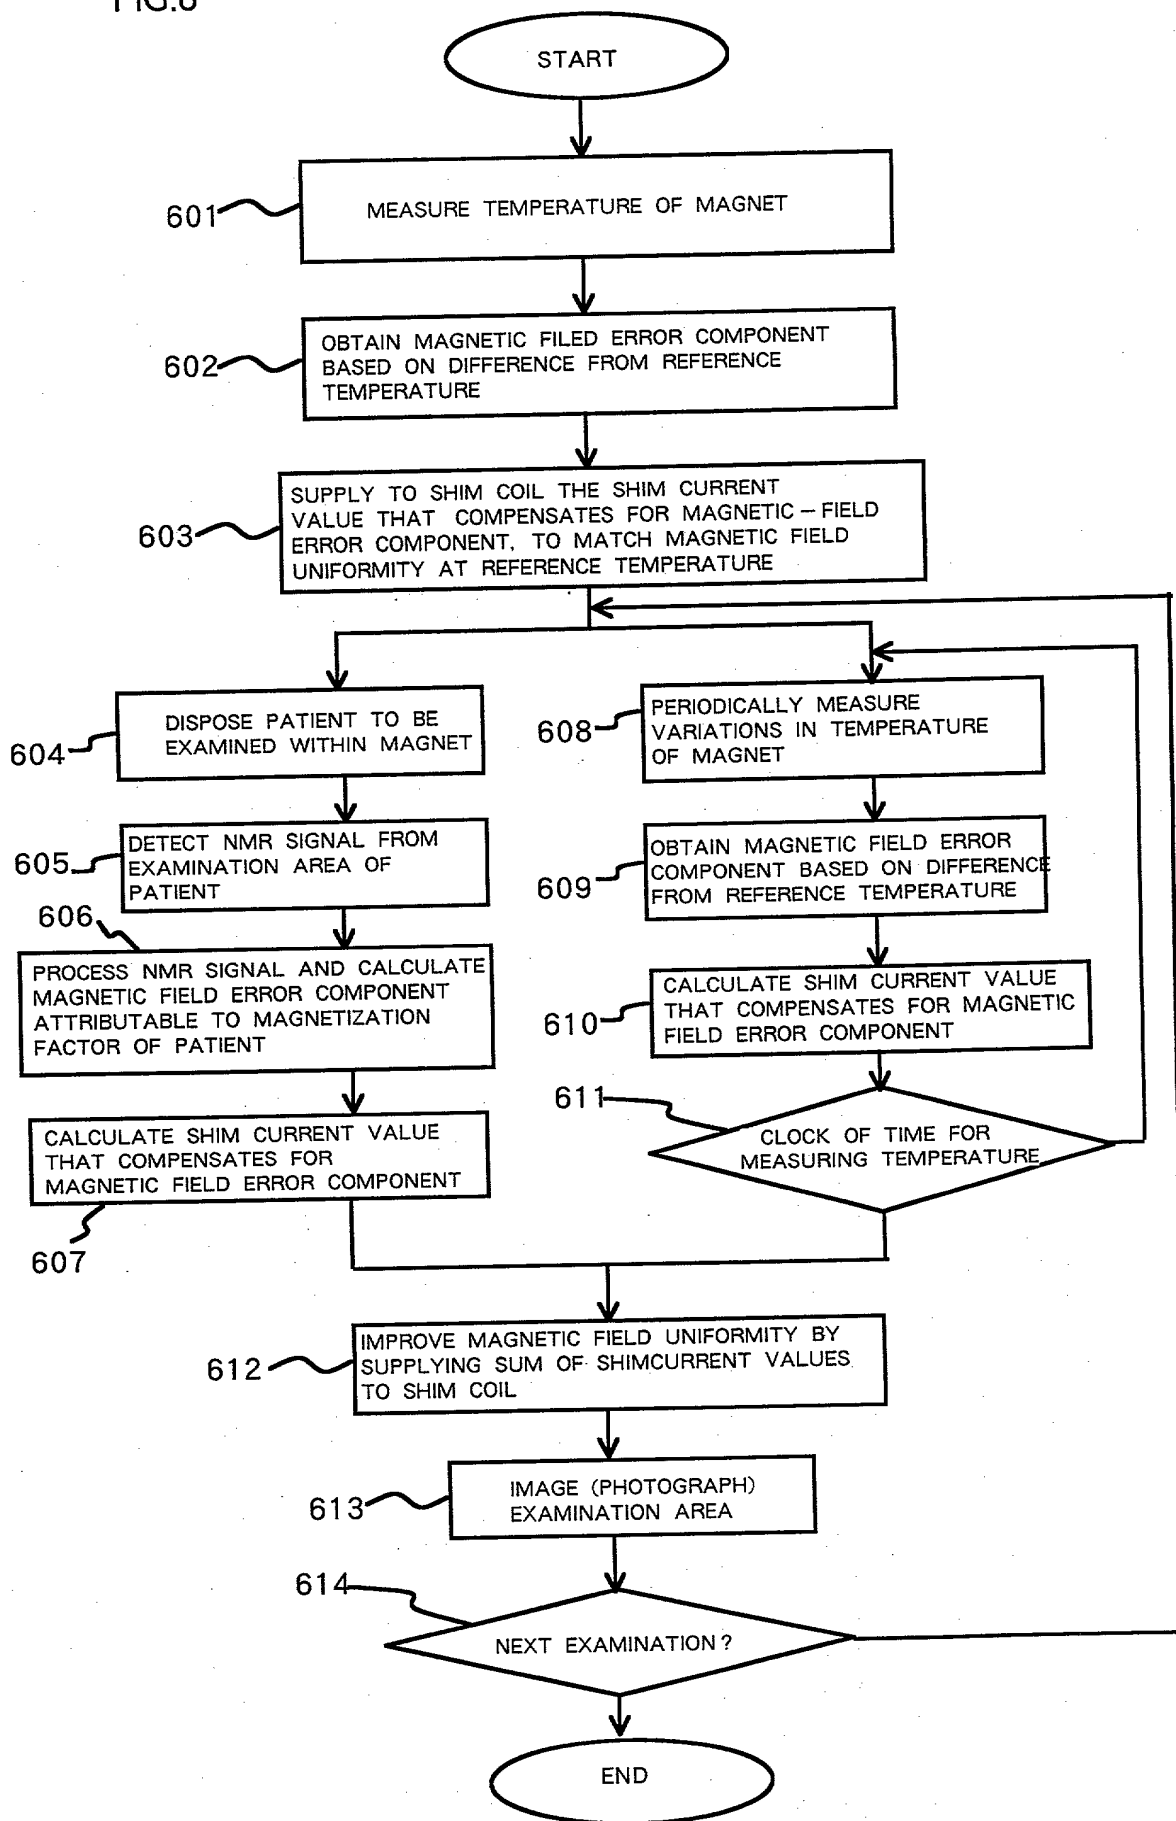 START
601
MEASURE TEMPERATURE OF MAGNET
602
OBTAIN MAGNETIC FILED ERROR COMPONENT
BASED ON DIFFERENCE FROM REFERENCE
TEMPERATURE
603
SUPPLY TO SHIM COIL THE SHIM CURRENT
VALUE THAT COMPENSATES FOR MAGNETIC-FIELD
ERROR COMPONENT, TO MATCH MAGNETIC FIELD
UNIFORMITY AT REFERENCE TEMPERATURE
604
DISPOSE PATIENT TO BE
EXAMINED WITHIN MAGNET
605
DETECT NMR SIGNAL FROM
EXAMINATION AREA OF
PATIENT
606
PROCESS NMR SIGNAL AND CALCULATE
MAGNETIC FIELD ERROR COMPONENT
ATTRIBUTABLE TO MAGNETIZATION
FACTOR OF PATIENT
CALCULATE SHIM CURRENT VALUE
THAT COMPENSATES FOR
MAGNETIC FIELD ERROR COMPONENT
607
608
PERIODICALLY MEASURE
VARIATIONS IN TEMPERATURE
OF MAGNET
609
OBTAIN MAGNETIC FIELD ERROR
COMPONENT BASED ON DIFFERENCE
FROM REFERENCE TEMPERATURE
610
CALCULATE SHIM CURRENT VALUE
THAT COMPENSATES FOR MAGNETIC
FIELD ERROR COMPONENT
611
CLOCK OF TIME FOR
MEASURING TEMPERATURE
612
IMPROVE MAGNETIC FIELD UNIFORMITY BY
SUPPLYING SUM OF SHIMCURRENT VALUES
TO SHIM COIL
613
IMAGE (PHOTOGRAPH)
EXAMINATION AREA
614
NEXT EXAMINATION?
END